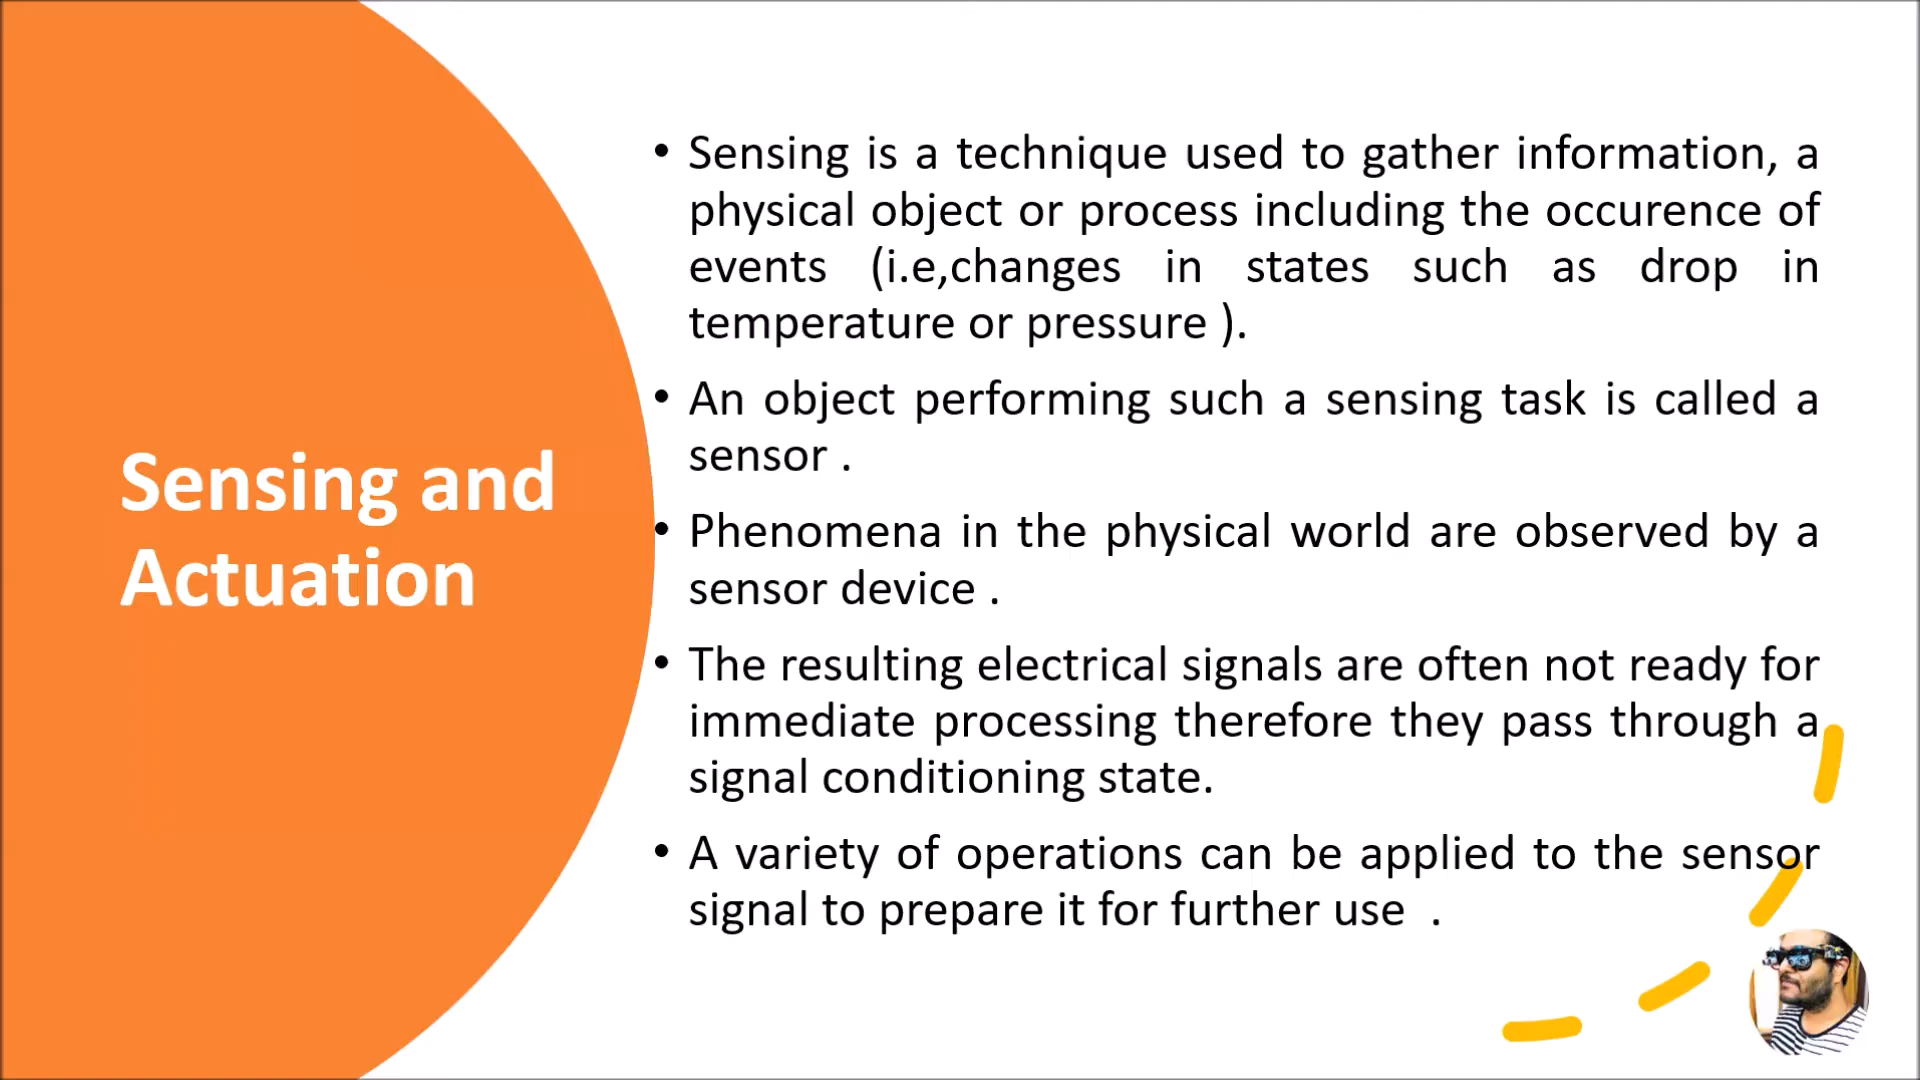 Sensing and
Actuation
• Sensing is a technique used to gather information, a
physical object or process including the occurence of
events (i.e,changes in states such as drop in
temperature or pressure ).
• An object performing such a sensing task is called a
sensor .
• Phenomena in the physical world are observed by a
sensor device .
• The resulting electrical signals are often not ready for
immediate processing therefore they pass through a
signal conditioning state.
• A variety of operations can be applied to the sensor
signal to prepare it for further use .